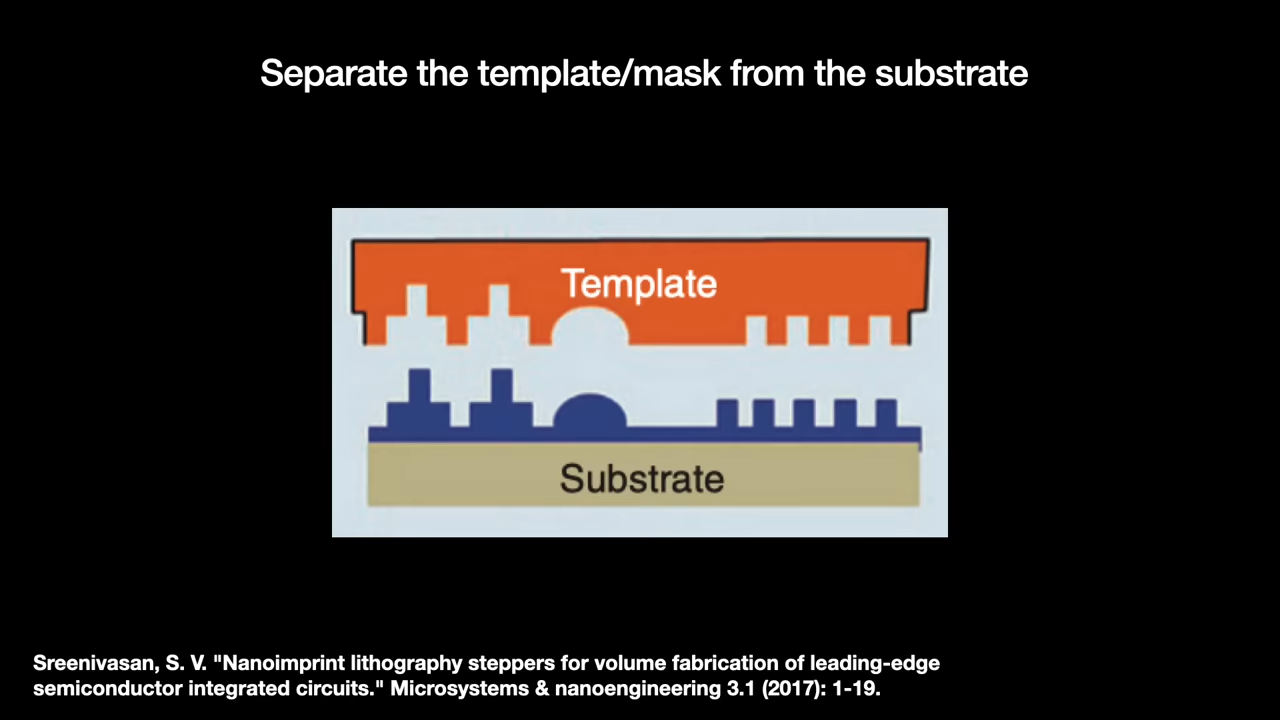 Separate the template/mask from the substrate
Template
Substrate
Sreenivasan, S. V. "Nanoimprint lithography steppers for volume fabrication of leading-edge
semiconductor integrated circuits." Microsystems & nanoengineering 3.1 (2017): 1-19.